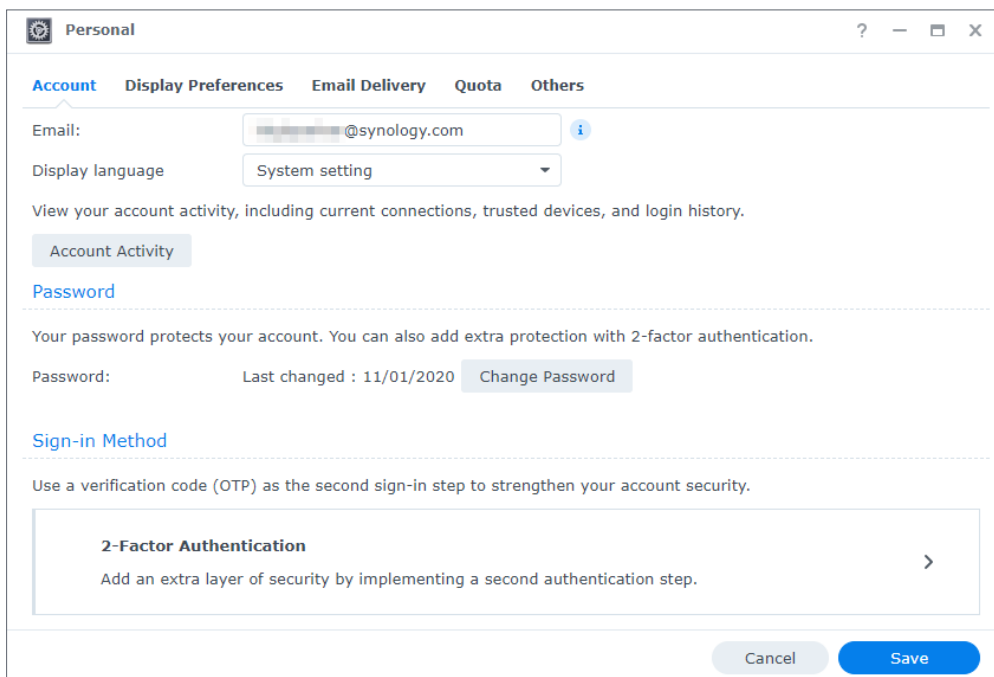 Personal
Account Display Preferences Email Delivery Quota Others
Email: @synology.com
Display language System setting
View your account activity, including current connections, trusted devices, and login history.
Account Activity
Password
Your password protects your account. You can also add extra protection with 2-factor authentication.
Password: Last changed : 11/01/2020 Change Password
Sign-in Method
Use a verification code (OTP) as the second sign-in step to strengthen your account security.
2-Factor Authentication
Add an extra layer of security by implementing a second authentication step.
Cancel Save